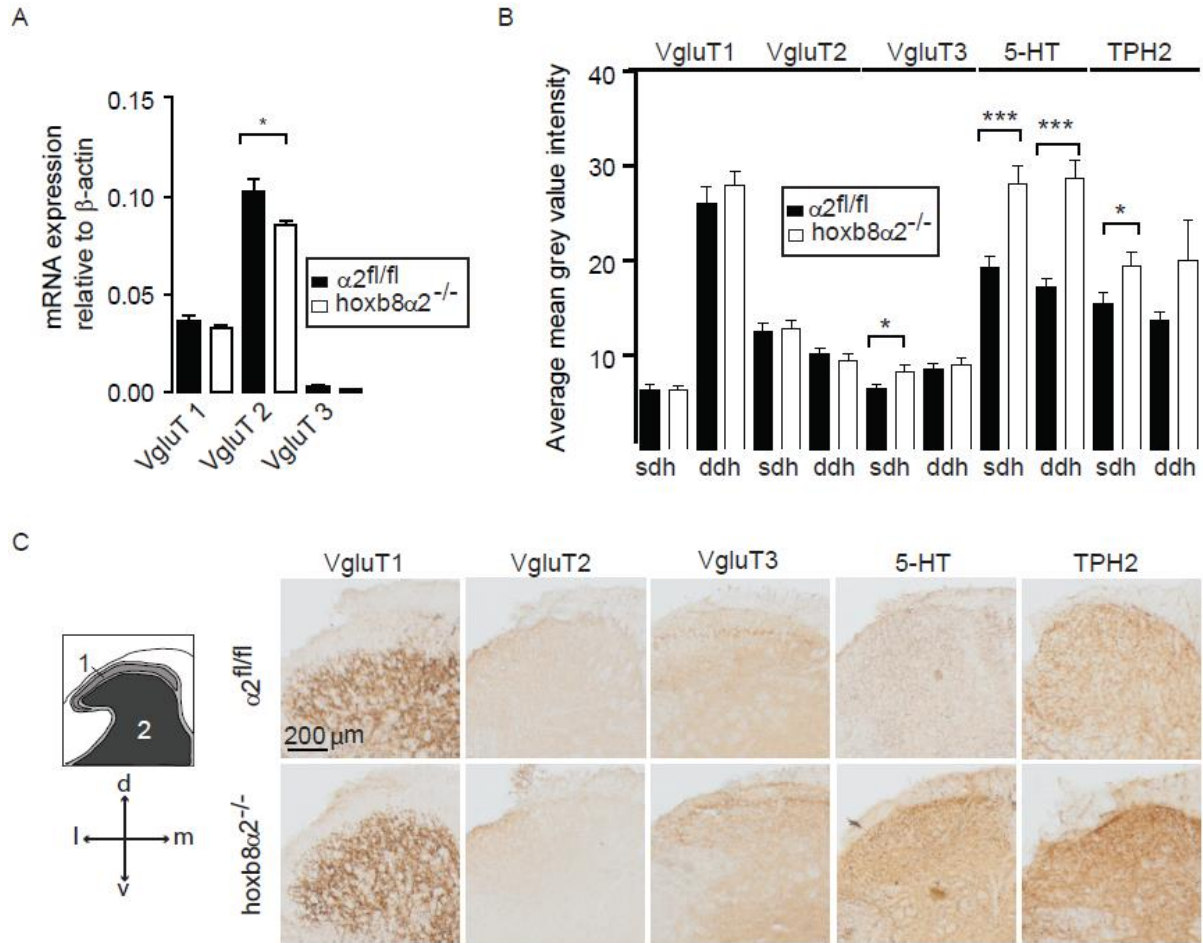 A
mRNA expression
relative to β-actin
0.15
0.10
0.05
0.00
*
α2fl/fl
hoxb8α2-/-
VgluT 1
VgluT 2
VgluT 3
B
VgluT1 VgluT2 VgluT3 5-HT TPH2
Average mean grey value intensity
40
30
20
10
*** ***
*
*
α2fl/fl
hoxb8α2-/-
sdh ddh sdh ddh sdh ddh sdh ddh sdh ddh
C
VgluT1 VgluT2 VgluT3 5-HT TPH2
1
2
d
l m
v
α2fl/fl
200 μm
hoxb8α2-/-